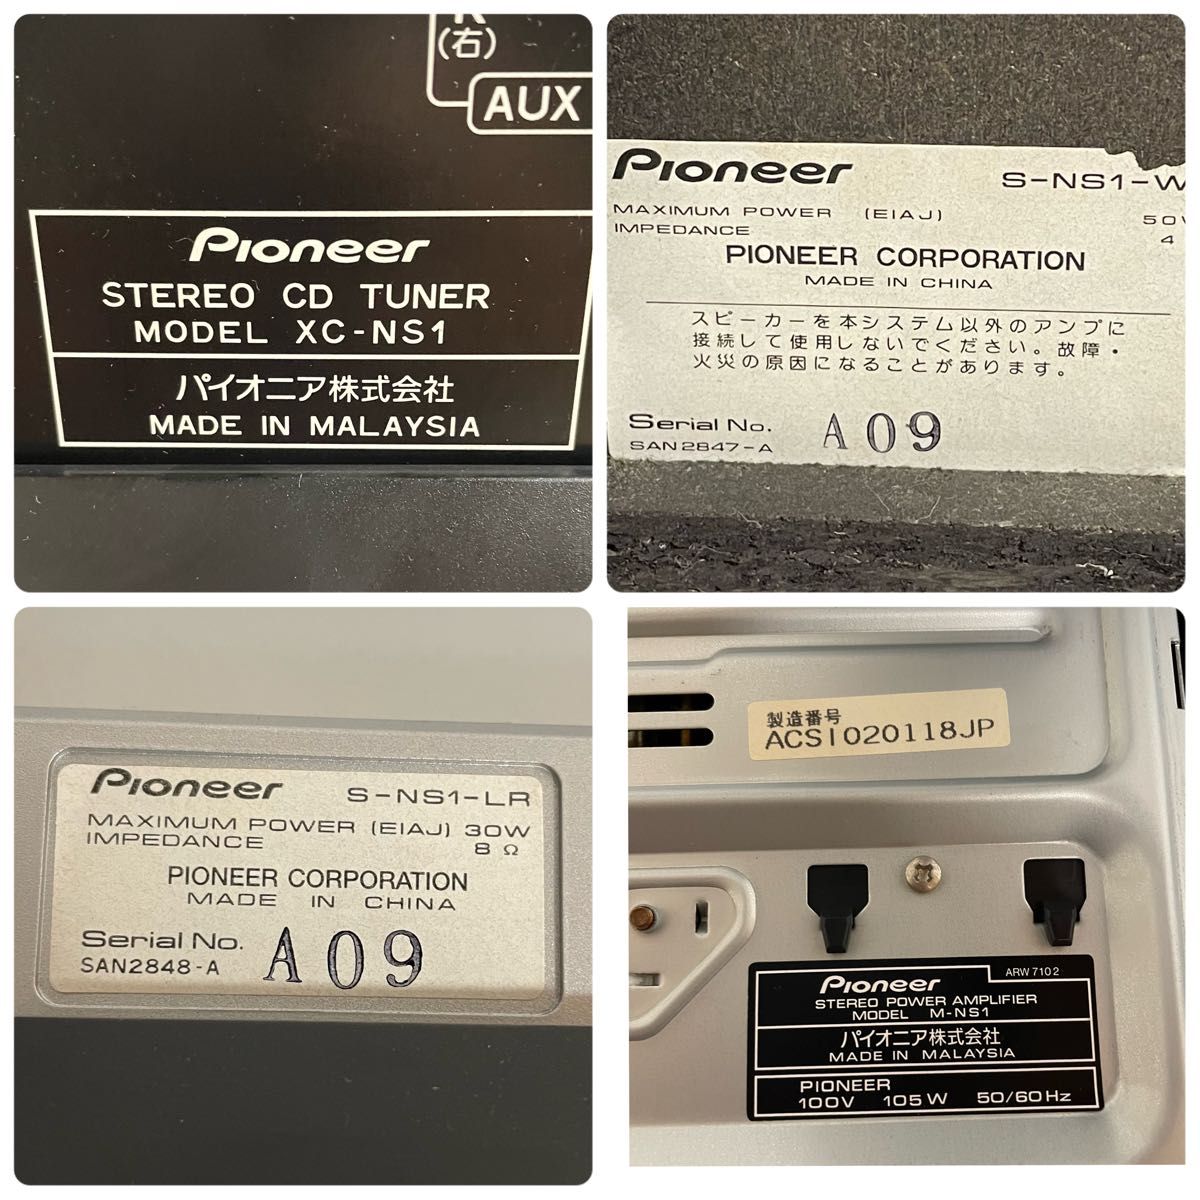 (右)
AUX
Pioneer
STEREO CD TUNER
MODEL XC-NS1
パイオニア株式会社
MADE IN MALAYSIA
Pioneer S-NS1-W
MAXIMUM POWER (EIAJ) 50
IMPEDANCE 4
PIONEER CORPORATION
MADE IN CHINA
スピーカーを本システム以外のアンプに
接続して使用しないでください。故障・
火災の原因になることがあります。
Serial No. A09
SAN2847-A
Pioneer S-NS1-LR
MAXIMUM POWER (EIAJ) 30W
IMPEDANCE 8 Ω
PIONEER CORPORATION
MADE IN CHINA
Serial No. A09
SAN2848-A
製造番号
ACSI020118JP
Pioneer ARW7102
STEREO POWER AMPLIFIER
MODEL M-NS1
パイオニア株式会社
MADE IN MALAYSIA
PIONEER
100V 105W 50/60Hz